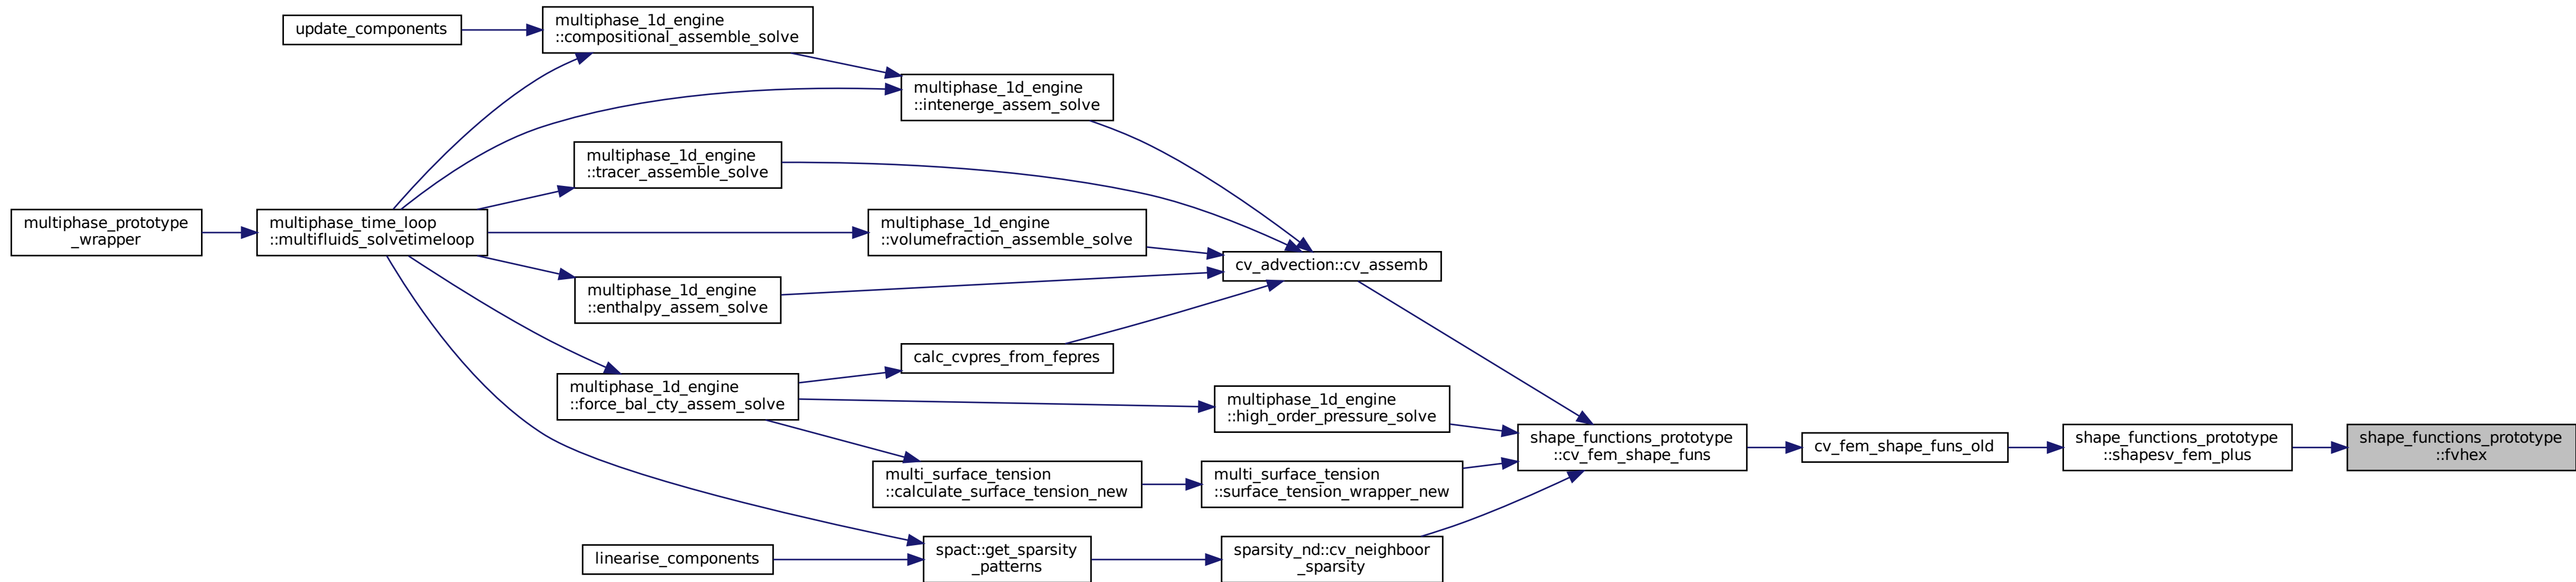 update_components
multiphase_1d_engine
::compositional_assemble_solve
multiphase_1d_engine
::intenerge_assem_solve
multiphase_1d_engine
::tracer_assemble_solve
multiphase_prototype
_wrapper
multiphase_time_loop
::multifluids_solvetimeloop
multiphase_1d_engine
::volumefraction_assemble_solve
cv_advection::cv_assemb
multiphase_1d_engine
::enthalpy_assem_solve
calc_cvpres_from_fepres
multiphase_1d_engine
::force_bal_cty_assem_solve
multiphase_1d_engine
::high_order_pressure_solve
shape_functions_prototype
::cv_fem_shape_funs
cv_fem_shape_funs_old
shape_functions_prototype
::shapesv_fem_plus
shape_functions_prototype
::fvhex
multi_surface_tension
::calculate_surface_tension_new
multi_surface_tension
::surface_tension_wrapper_new
linearise_components
spact::get_sparsity
_patterns
sparsity_nd::cv_neighboor
_sparsity